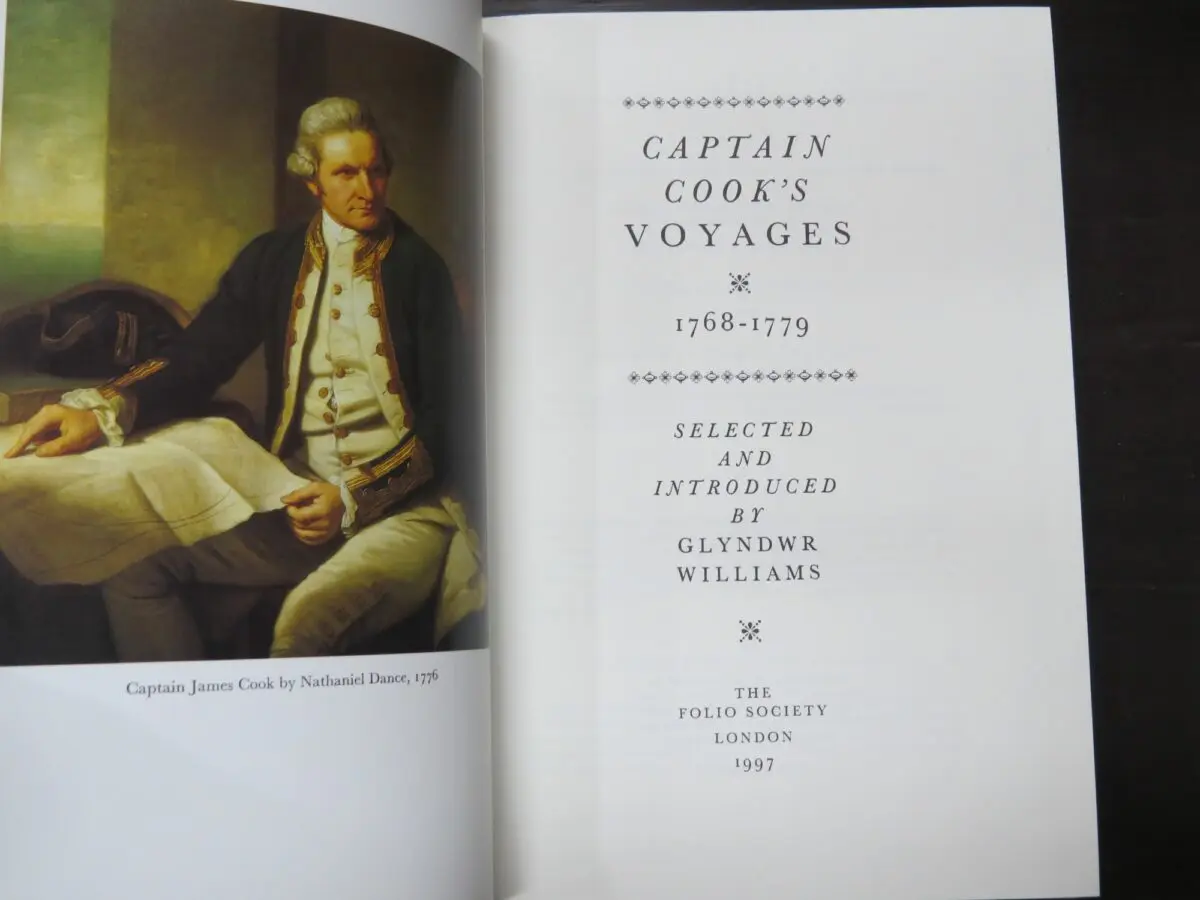 Captain James Cook by Nathaniel Dance, 1776
CAPTAIN
COOK'S
VOYAGES
1768-1779
SELECTED
AND
INTRODUCED
BY
GLYNDWR
WILLIAMS
THE
FOLIO SOCIETY
LONDON
1997